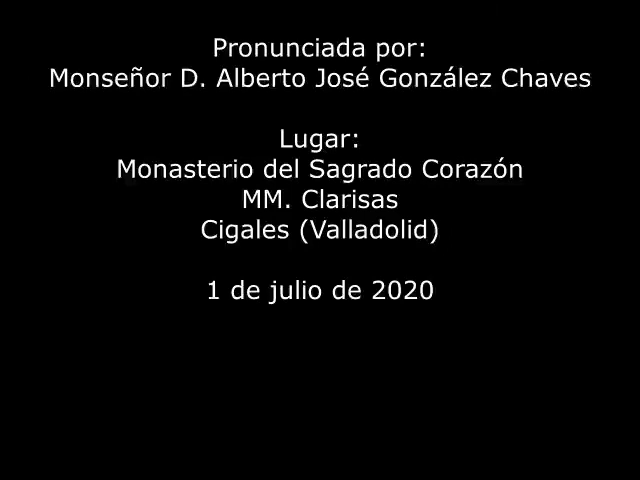 Pronunciada por:
Monseñor D. Alberto José González Chaves
Lugar:
Monasterio del Sagrado Corazón
MM. Clarisas
Cigales (Valladolid)
1 de julio de 2020